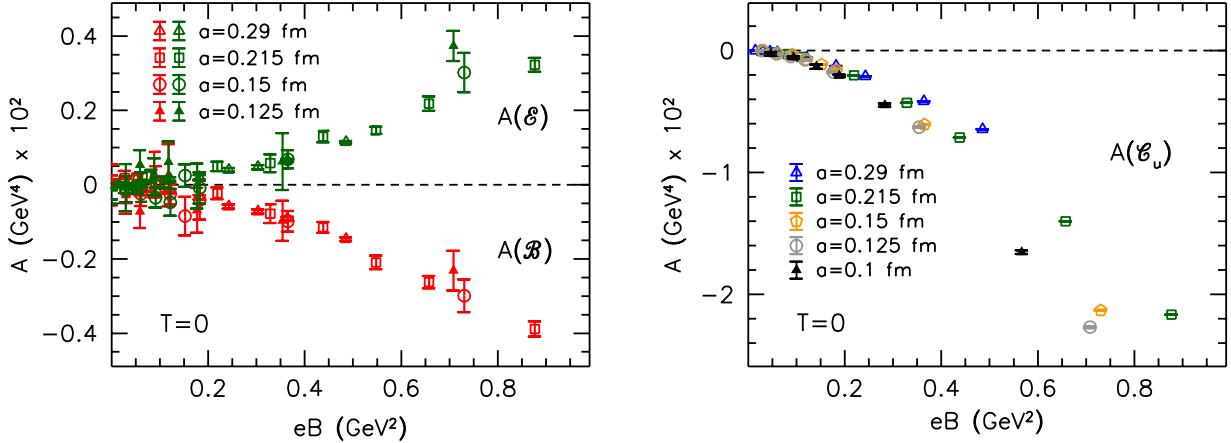 A (GeV⁴) × 10²
0.4
0.2
0
−0.2
−0.4
a=0.29 fm
a=0.215 fm
a=0.15 fm
a=0.125 fm
A(ℰ)
A(ℬ)
T=0
0.2 0.4 0.6 0.8
eB (GeV²)
A (GeV⁴) × 10²
0
−1
−2
a=0.29 fm
a=0.215 fm
a=0.15 fm
a=0.125 fm
a=0.1 fm
A(𝒞ᵤ)
T=0
0.2 0.4 0.6 0.8
eB (GeV²)